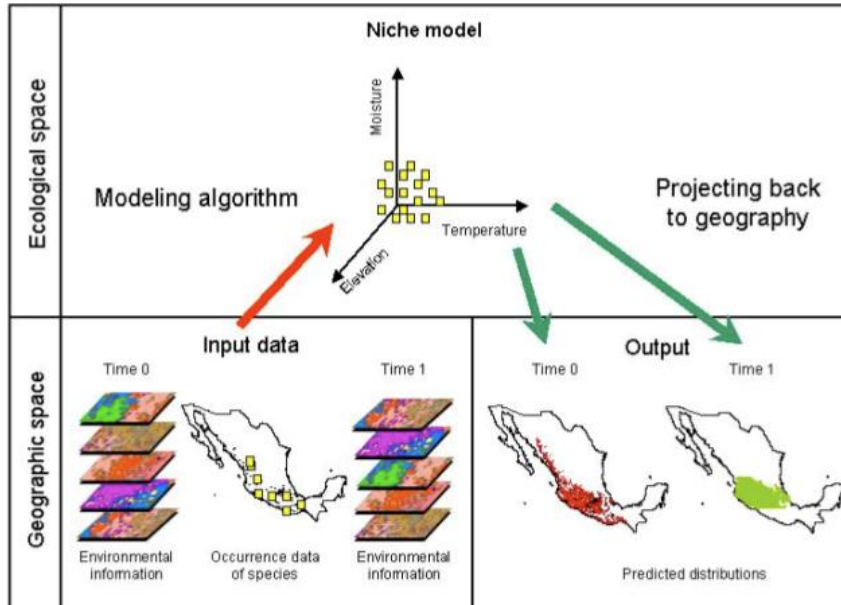 Ecological space
Niche model
Moisture
Temperature
Elevation
Modeling algorithm
Projecting back
to geography
Geographic space
Input data
Time 0
Time 1
Environmental
information
Occurrence data
of species
Environmental
information
Output
Time 0
Time 1
Predicted distributions